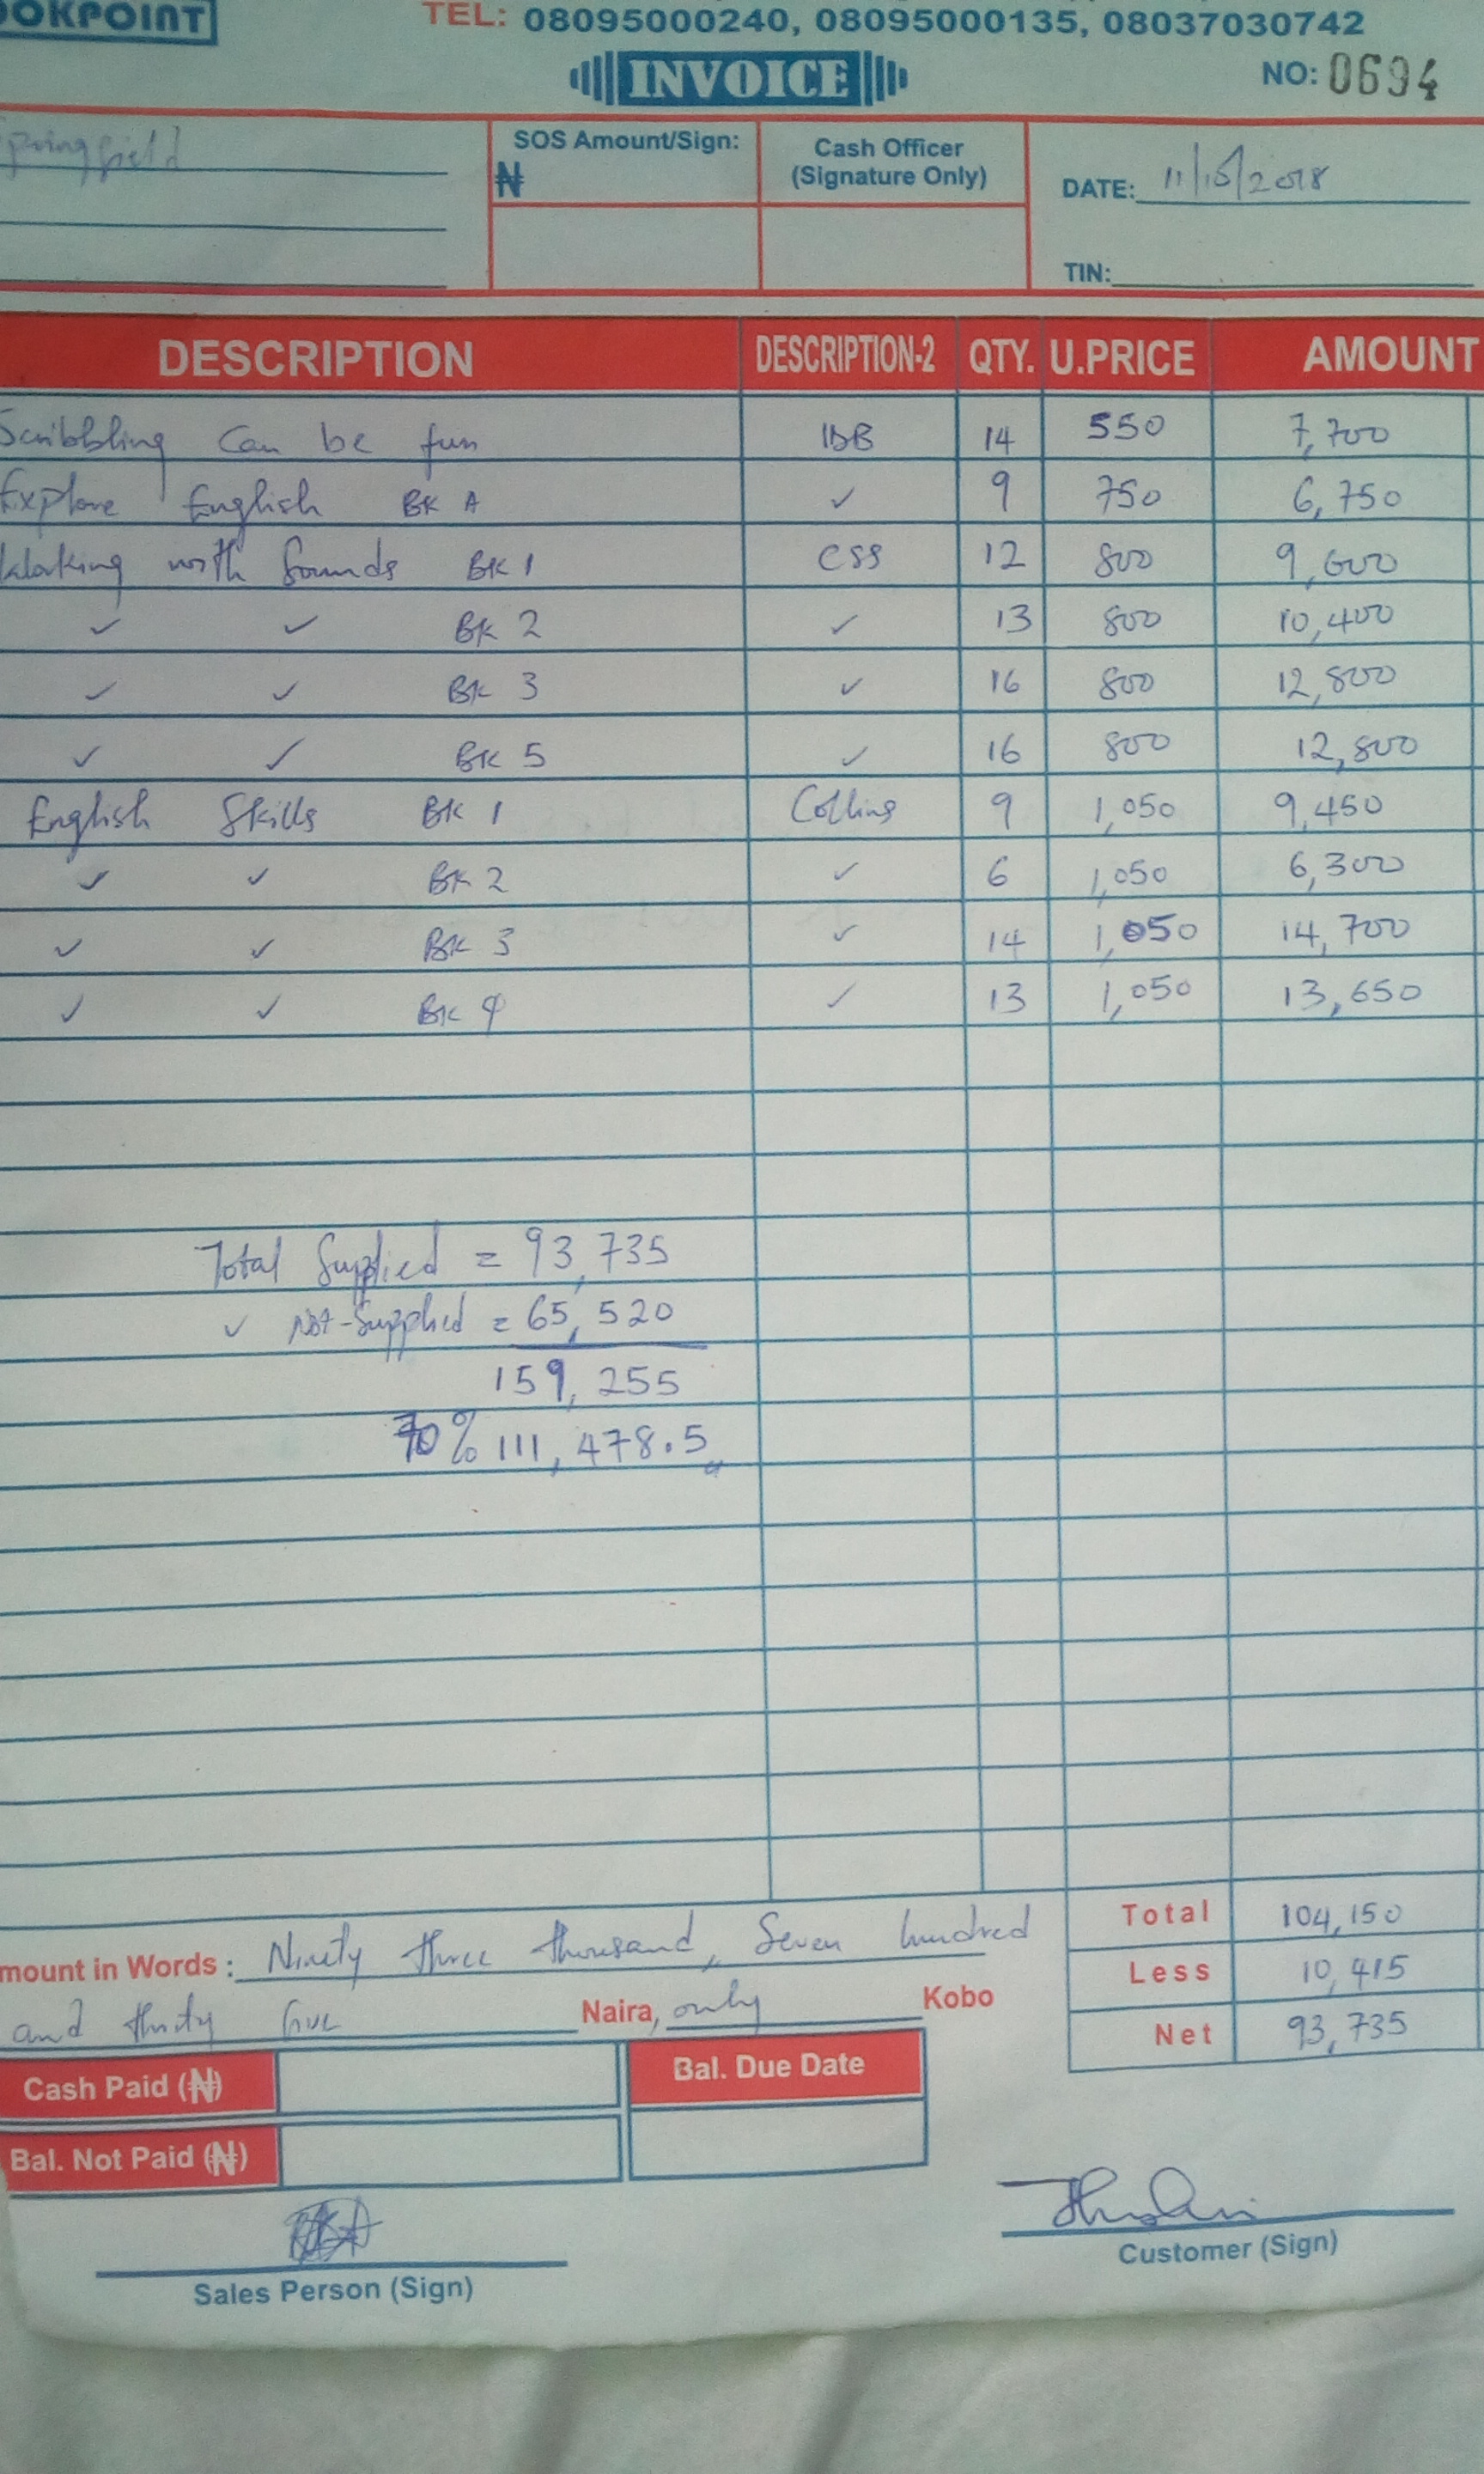 OOKPOINT
TEL: 08095000240, 08095000135, 08037030742
INVOICE
NO: 0694
pringfield
SOS Amount/Sign:
₦
Cash Officer
(Signature Only)
DATE: 11/10/2018
TIN:
DESCRIPTION DESCRIPTION-2 QTY. U.PRICE AMOUNT
Scribbling Can be fun IDB 14 550 7,700
Explore English BK A ✓ 9 750 6,750
Working with Sounds BK 1 CSS 12 800 9,600
✓ ✓ BK 2 ✓ 13 800 10,400
✓ ✓ BK 3 ✓ 16 800 12,800
✓ ✓ BK 5 ✓ 16 800 12,800
English Skills BK 1 Collins 9 1,050 9,450
✓ ✓ BK 2 ✓ 6 1,050 6,300
✓ ✓ BK 3 ✓ 14 1,050 14,700
✓ ✓ BK 4 ✓ 13 1,050 13,650
Total Supplied = 93,735
✓ Not-Supplied = 65,520
159,255
70% 111,478.5
Total 104,150
Less 10,415
Net 93,735
mount in Words: Ninety three thousand, Seven hundred
and thirty five Naira, only Kobo
Cash Paid (₦)
Bal. Due Date
Bal. Not Paid (₦)
Sales Person (Sign)
Customer (Sign)